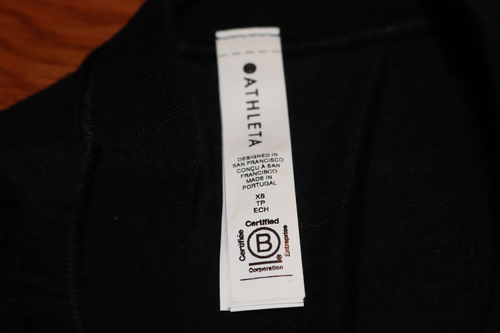 ATHLETA
DESIGNED IN
SAN FRANCISCO
CONÇU À SAN
FRANCISCO
MADE IN
PORTUGAL
XS
TP
ECH
Certified
Certifiée
B
®
Entreprise
Corporation